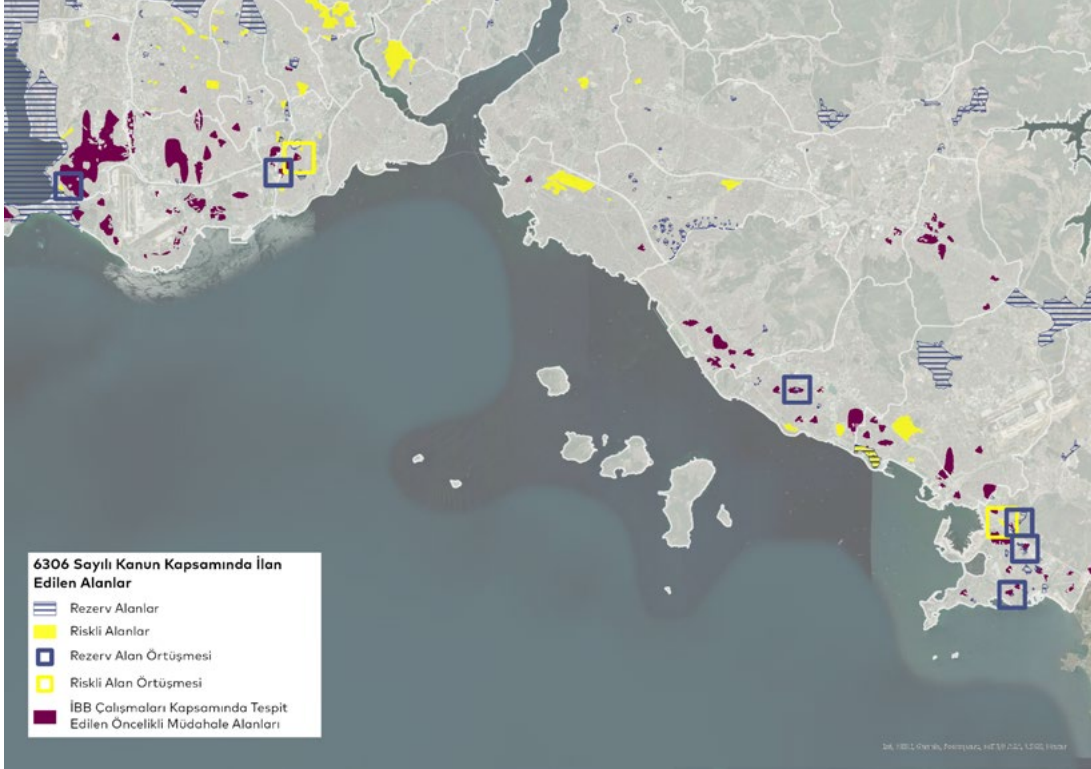 6306 Sayılı Kanun Kapsamında İlan
Edilen Alanlar
Rezerv Alanlar
Riskli Alanlar
Rezerv Alan Örtüşmesi
Riskli Alan Örtüşmesi
İBB Çalışmaları Kapsamında Tespit
Edilen Öncelikli Müdahale Alanları